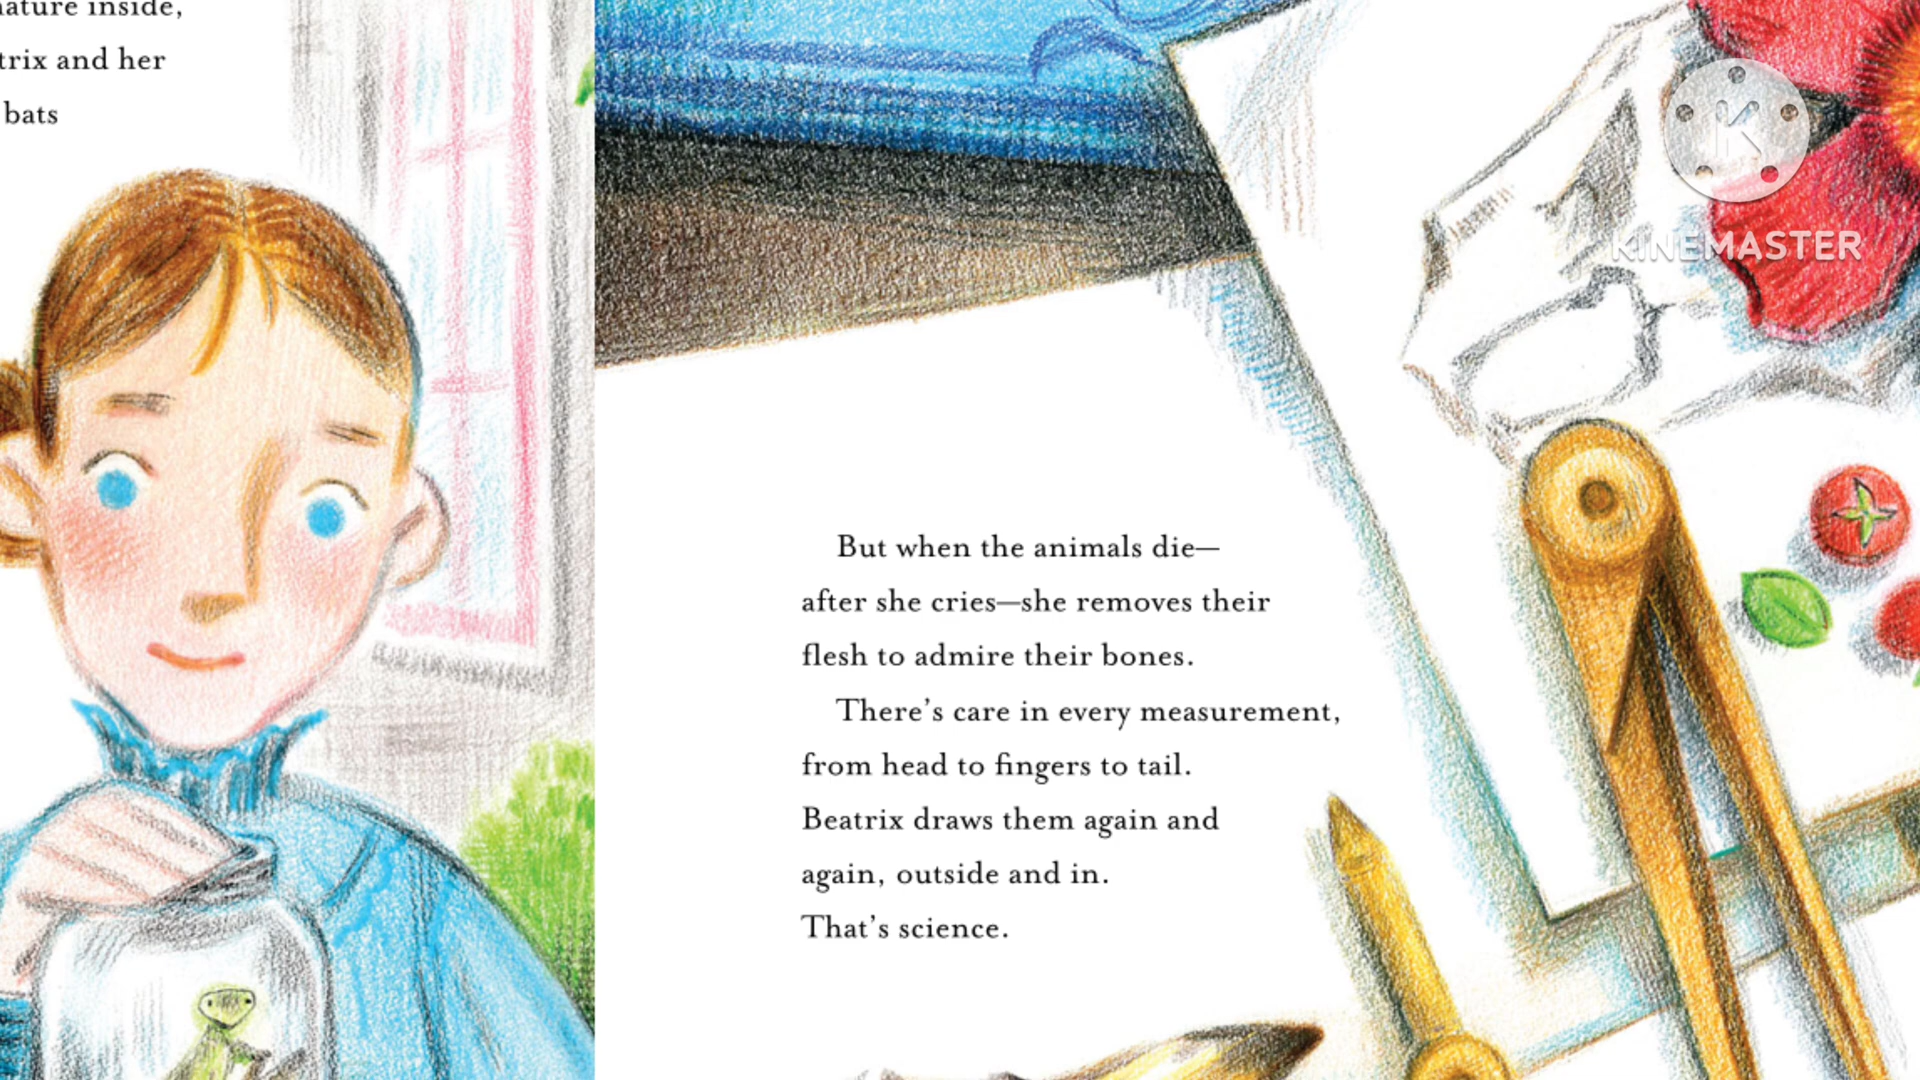 nature inside,
trix and her
bats
But when the animals die—
after she cries—she removes their
flesh to admire their bones.
There's care in every measurement,
from head to fingers to tail.
Beatrix draws them again and
again, outside and in.
That's science.
KINEMASTER